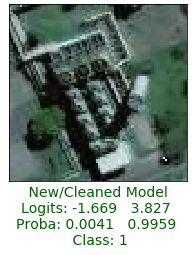 New/Cleaned Model
Logits: -1.669 3.827
Proba: 0.0041 0.9959
Class: 1